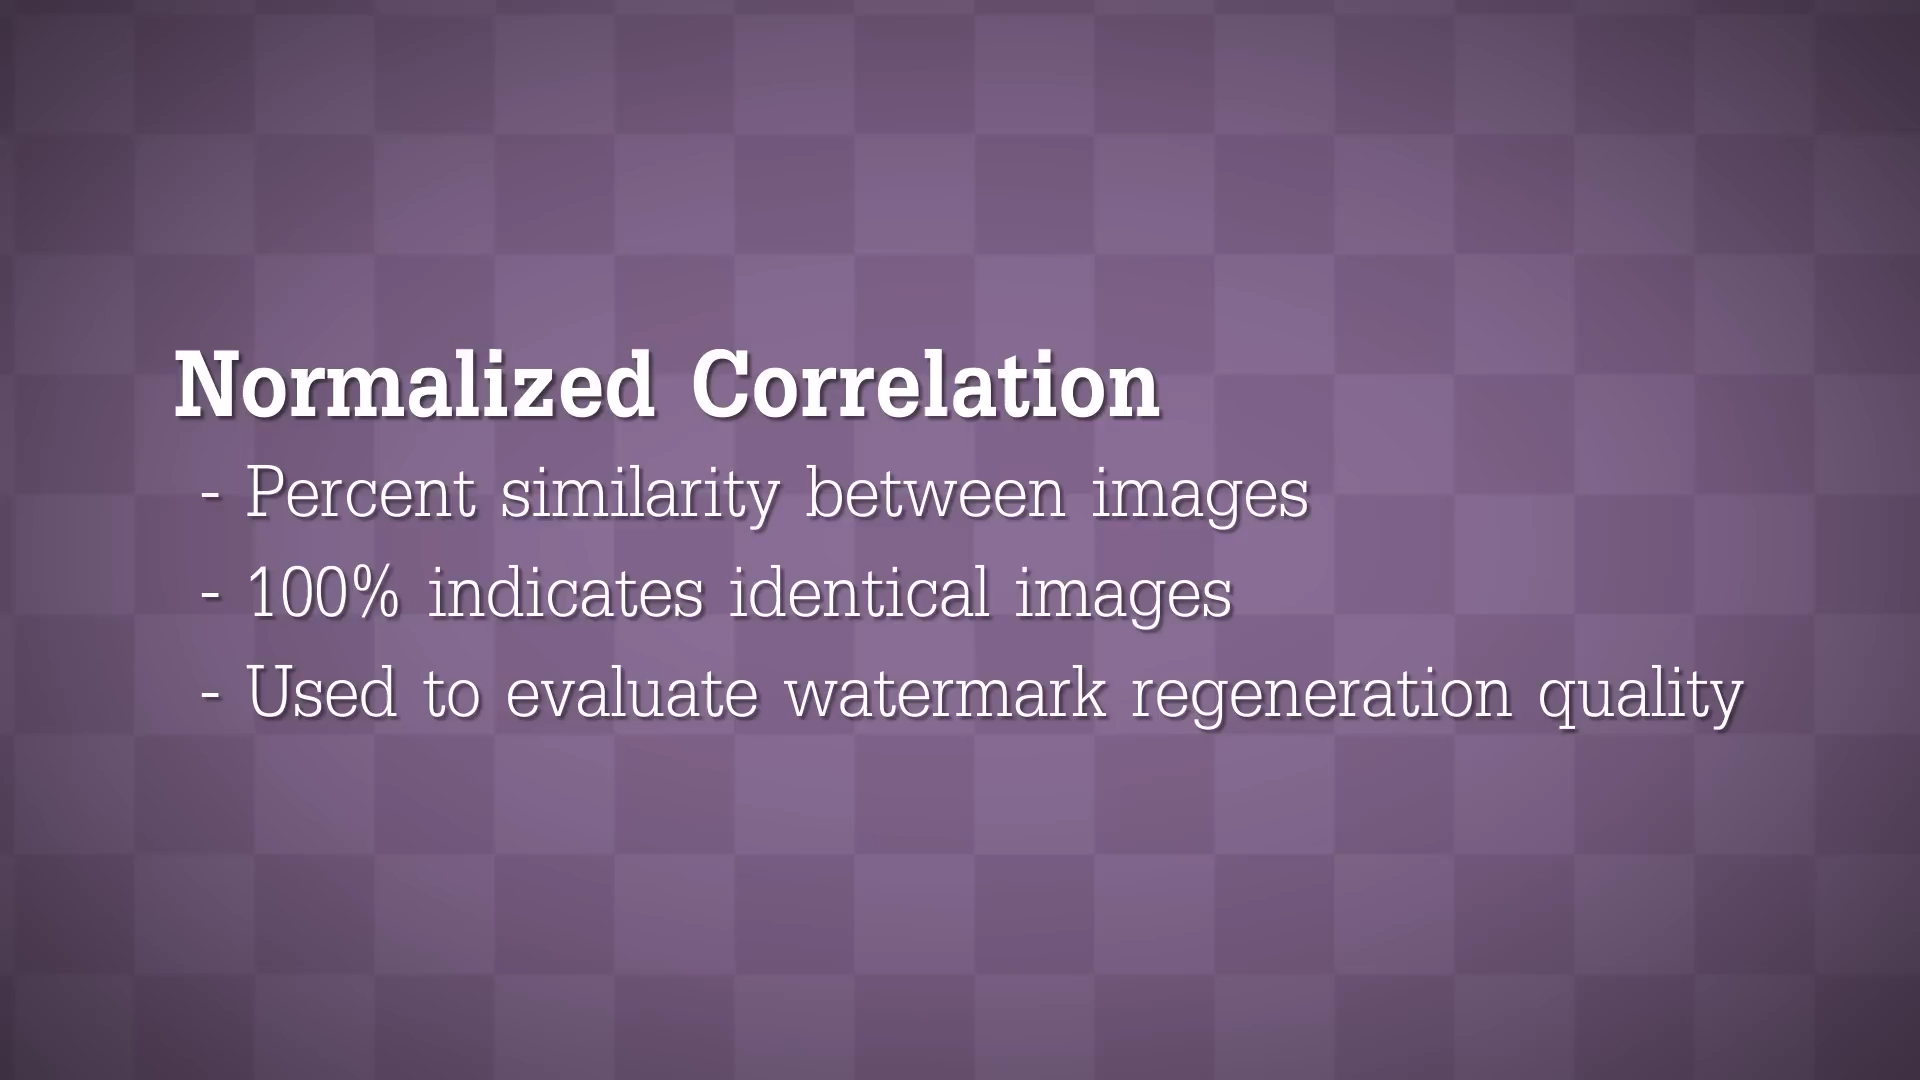 Normalized Correlation
- Percent similarity between images
- 100% indicates identical images
- Used to evaluate watermark regeneration quality